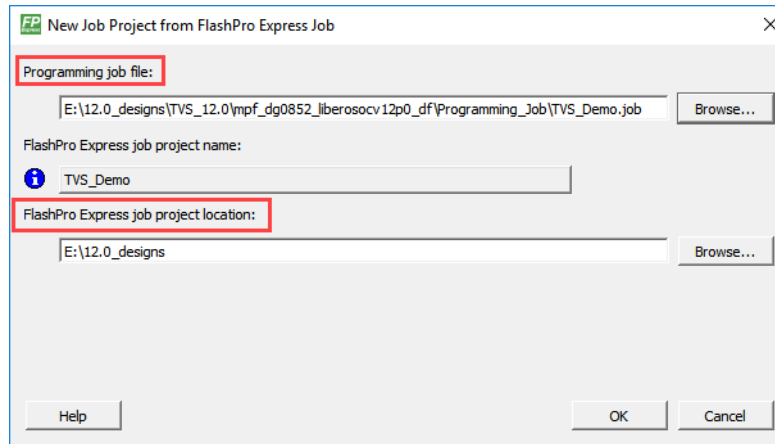 FP Express New Job Project from FlashPro Express Job
Programming job file:
E:\12.0_designs\TVS_12.0\mpf_dg0852_liberosocv12p0_df\Programming_Job\TVS_Demo.job Browse...
FlashPro Express job project name:
TVS_Demo
FlashPro Express job project location:
E:\12.0_designs Browse...
Help OK Cancel